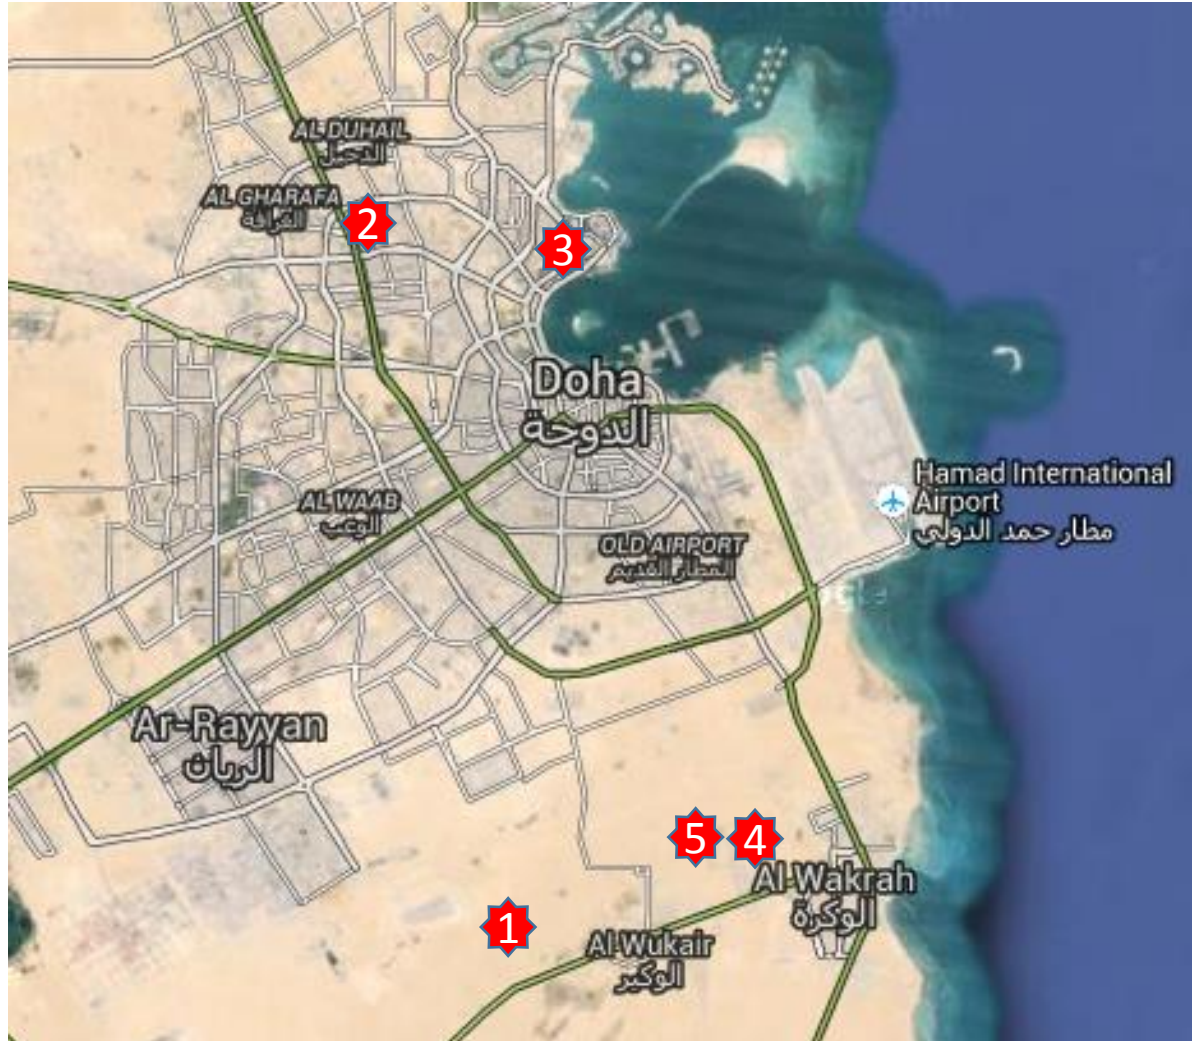 AL DUHAIL
الدحيل
AL GHARAFA
الغرافة
2
3
Doha
الدوحة
Hamad International
Airport
مطار حمد الدولي
AL WAAB
الوعب
OLD AIRPORT
المطار القديم
Ar-Rayyan
الريان
5
4
Al Wakrah
الوكرة
1
Al Wukair
الوكير